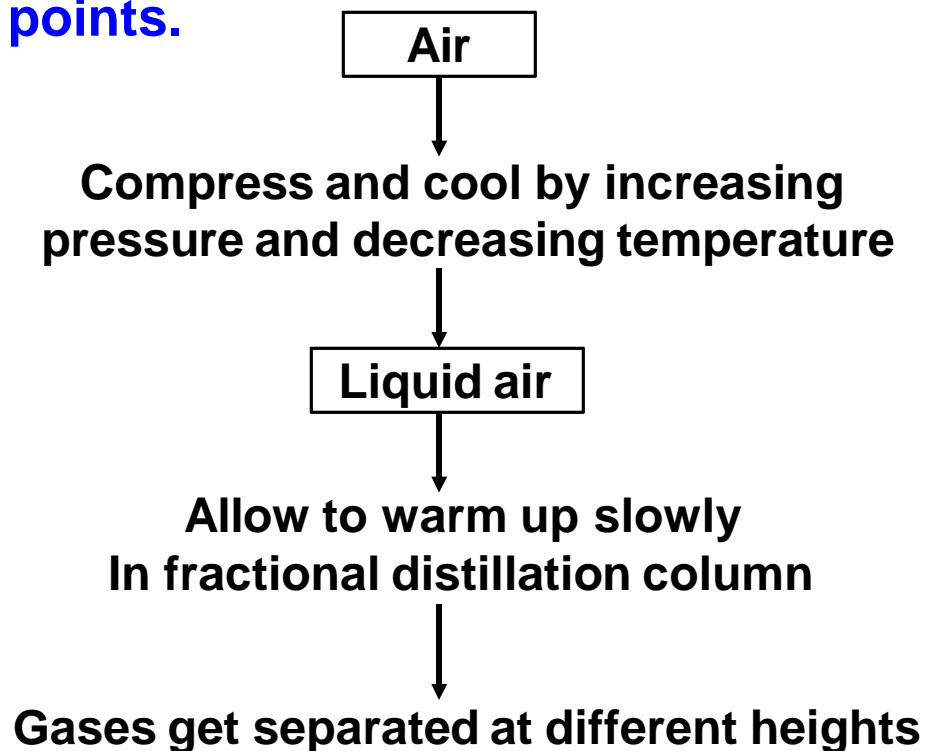 points.
Air
Compress and cool by increasing
pressure and decreasing temperature
Liquid air
Allow to warm up slowly
In fractional distillation column
Gases get separated at different heights